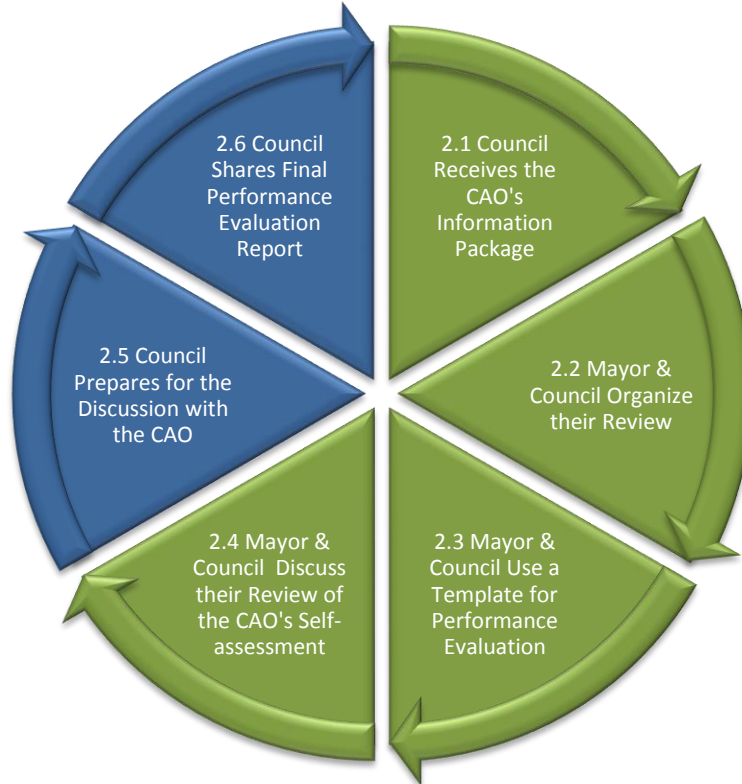 2.1 Council
Receives the
CAO's
Information
Package
2.2 Mayor &
Council Organize
their Review
2.3 Mayor &
Council Use a
Template for
Performance
Evaluation
2.4 Mayor &
Council  Discuss
their Review of
the CAO's Self-
assessment
2.5 Council
Prepares for the
Discussion with
the CAO
2.6 Council
Shares Final
Performance
Evaluation
Report